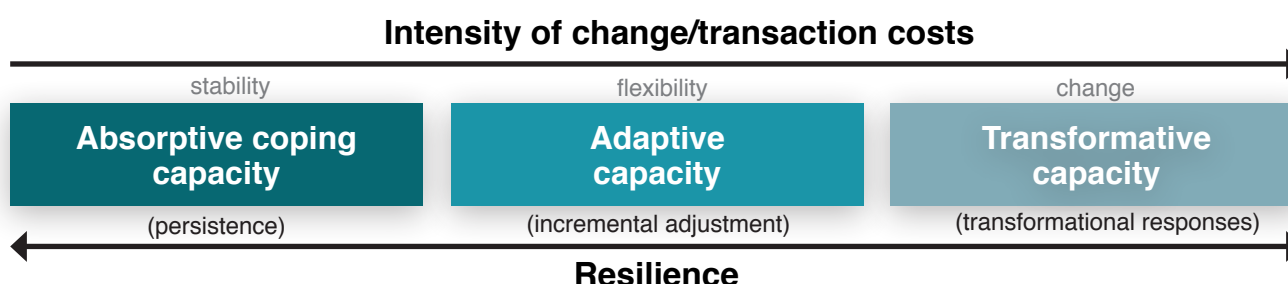 Intensity of change/transaction costs
stability flexibility change
Absorptive coping capacity
Adaptive capacity
Transformative capacity
(persistence) (incremental adjustment) (transformational responses)
Resilience